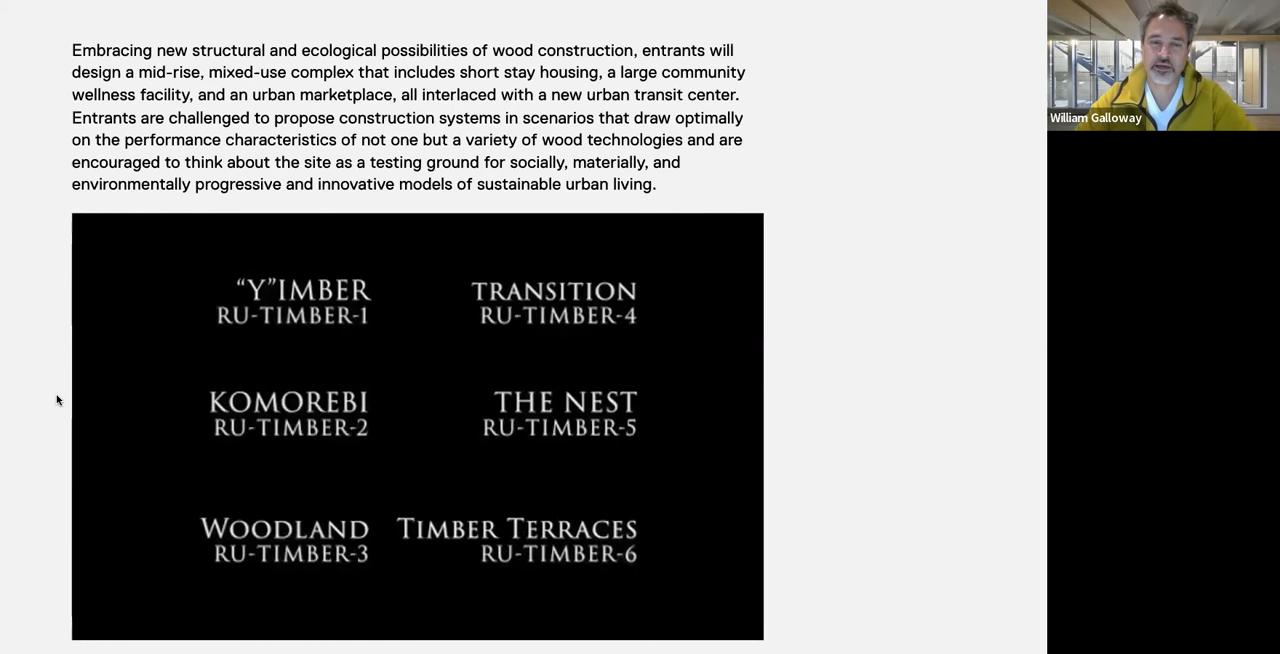 Embracing new structural and ecological possibilities of wood construction, entrants will
design a mid-rise, mixed-use complex that includes short stay housing, a large community
wellness facility, and an urban marketplace, all interlaced with a new urban transit center.
Entrants are challenged to propose construction systems in scenarios that draw optimally
on the performance characteristics of not one but a variety of wood technologies and are
encouraged to think about the site as a testing ground for socially, materially, and
environmentally progressive and innovative models of sustainable urban living.
“Y”IMBER
RU-TIMBER-1
KOMOREBI
RU-TIMBER-2
WOODLAND
RU-TIMBER-3
TRANSITION
RU-TIMBER-4
THE NEST
RU-TIMBER-5
TIMBER TERRACES
RU-TIMBER-6
William Galloway